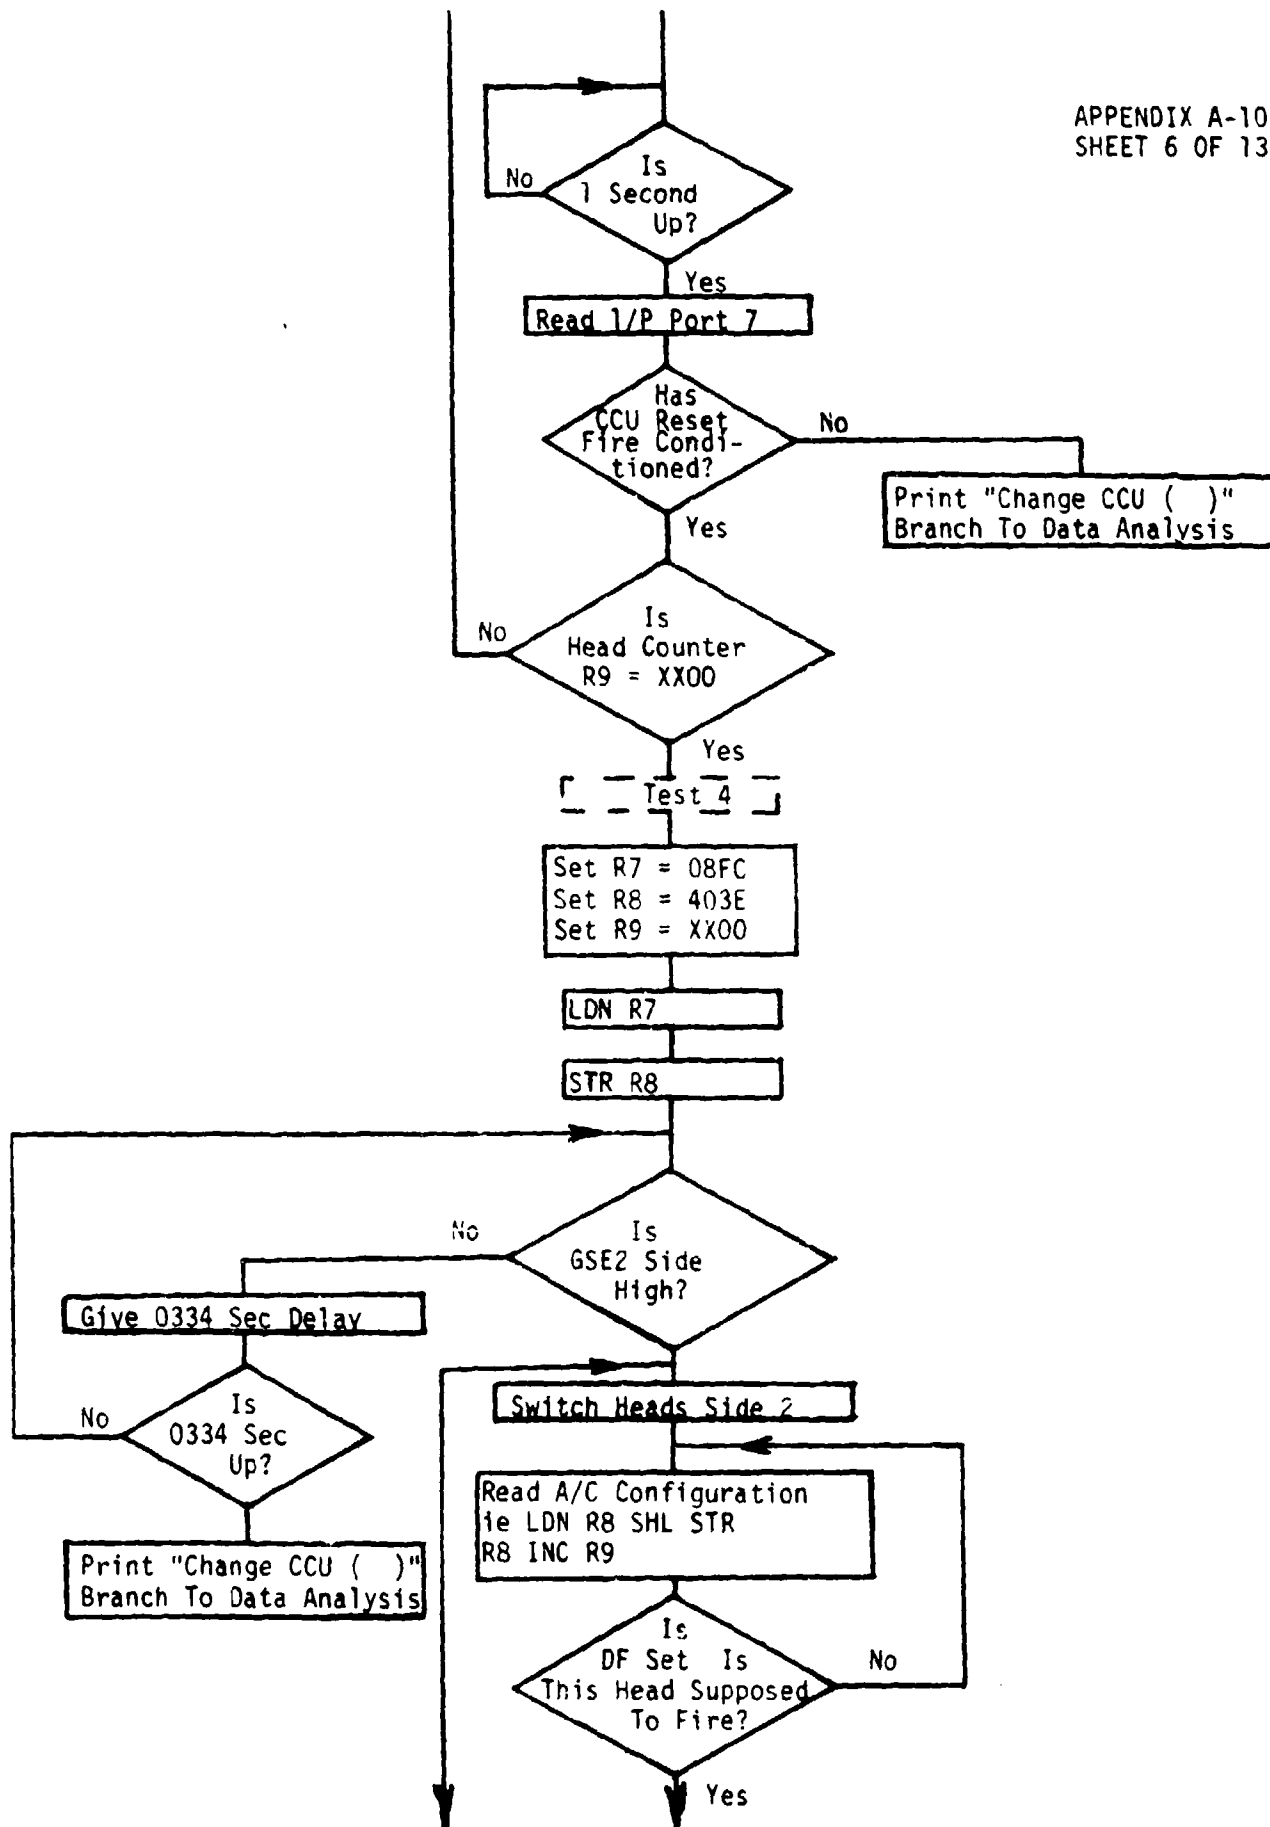 APPENDIX A-10
SHEET 6 OF 13
Is
1 Second
Up?
No
Yes
Read 1/P Port 7
Has
CCU Reset
Fire Condi-
tioned?
No
Print "Change CCU (  )"
Branch To Data Analysis
Yes
Is
Head Counter
R9 = XX00
No
Yes
Test 4
Set R7 = 08FC
Set R8 = 403E
Set R9 = XX00
LDN R7
STR R8
Is
GSE2 Side
High?
No
Give 0334 Sec Delay
Is
0334 Sec
Up?
No
Print "Change CCU (  )"
Branch To Data Analysis
Switch Heads Side 2
Read A/C Configuration
ie LDN R8 SHL STR
R8 INC R9
Is
DF Set  Is
This Head Supposed
To Fire?
No
Yes